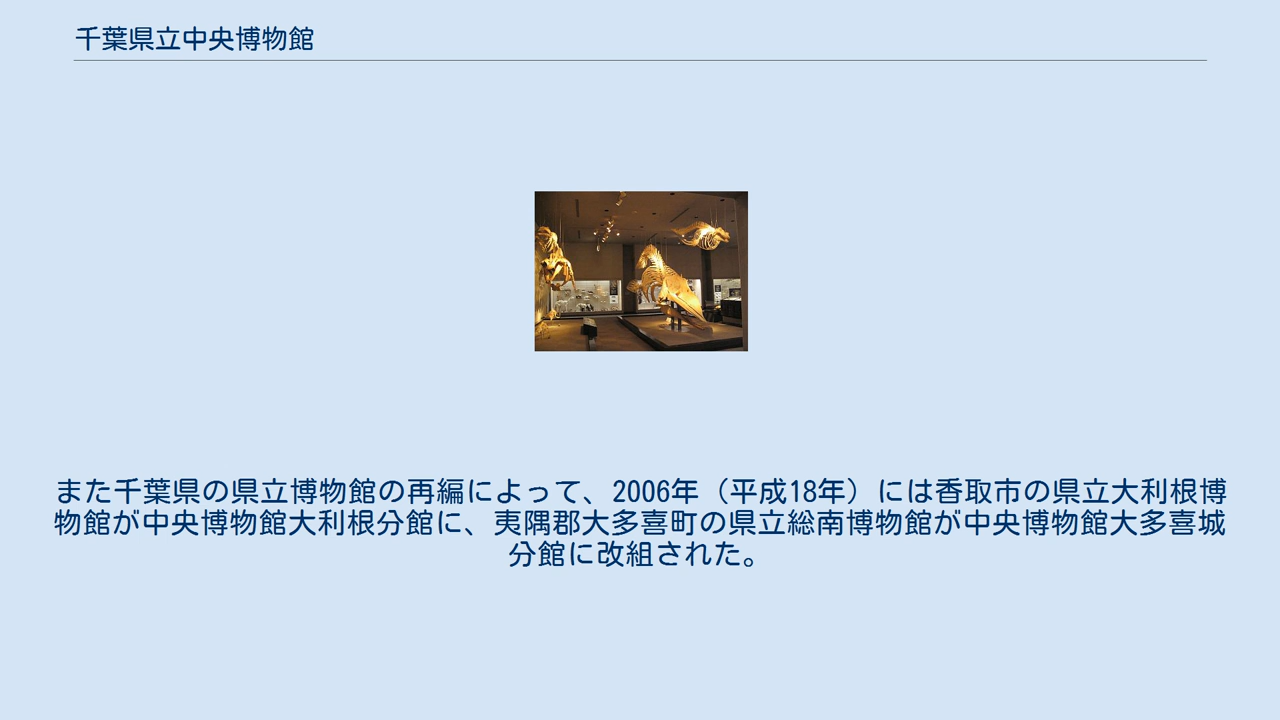 千葉県立中央博物館
また千葉県の県立博物館の再編によって、2006年（平成18年）には香取市の県立大利根博
物館が中央博物館大利根分館に、夷隅郡大多喜町の県立総南博物館が中央博物館大多喜城
分館に改組された。